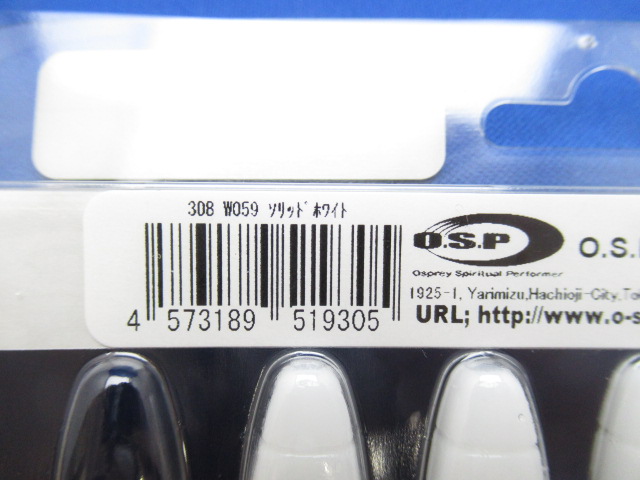 308 W059 ｿﾘｯﾄﾞﾎﾜｲﾄ
4 573189 519305
O.S.P
O.S.
Osprey Spiritual Performer
1925-1, Yarimizu,Hachioji-City,To
URL; http://www.o-s